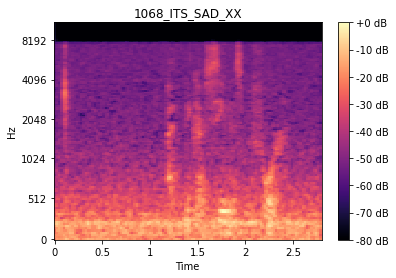 1068_ITS_SAD_XX
8192
4096
2048
1024
512
0
Hz
0
0.5
1
1.5
2
2.5
Time
+0 dB
-10 dB
-20 dB
-30 dB
-40 dB
-50 dB
-60 dB
-70 dB
-80 dB